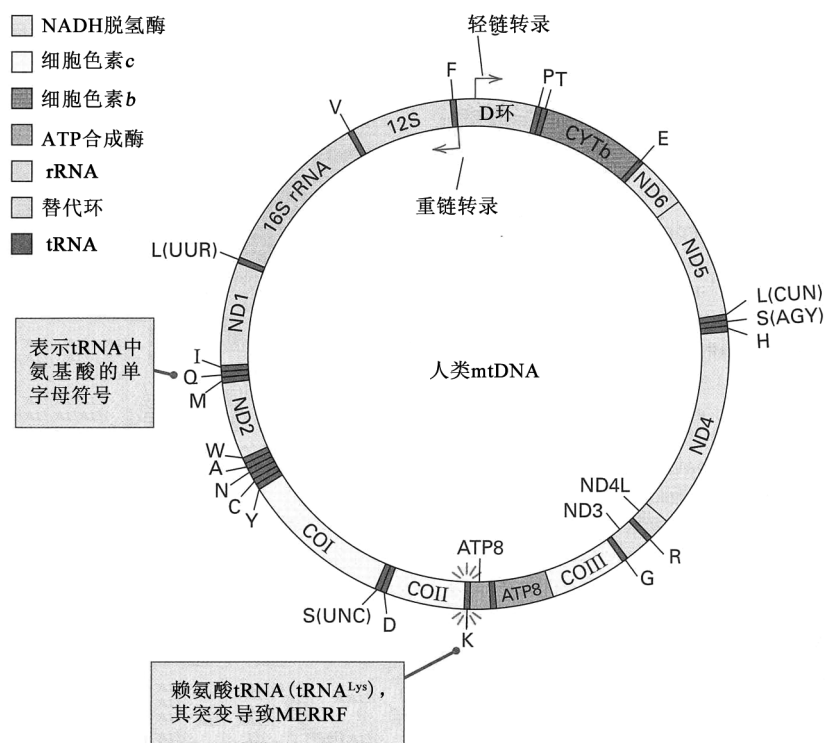 NADH脱氢酶
细胞色素c
细胞色素b
ATP合成酶
rRNA
替代环
tRNA
轻链转录
重链转录
F
D环
P
T
CYTb
E
ND6
ND5
L(CUN)
S(AGY)
H
ND4
ND4L
R
ND3
G
COIII
ATP8
ATP8
K
COII
D
S(UNC)
COI
Y
C
N
A
W
ND2
M
Q
I
ND1
L(UUR)
16S rRNA
V
12S
人类mtDNA
表示tRNA中
氨基酸的单
字母符号
赖氨酸tRNA(tRNALys),
其突变导致MERRF